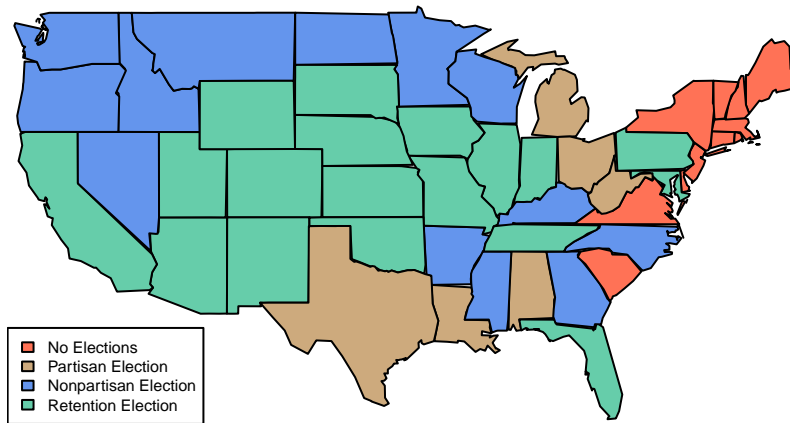 No Elections
Partisan Election
Nonpartisan Election
Retention Election